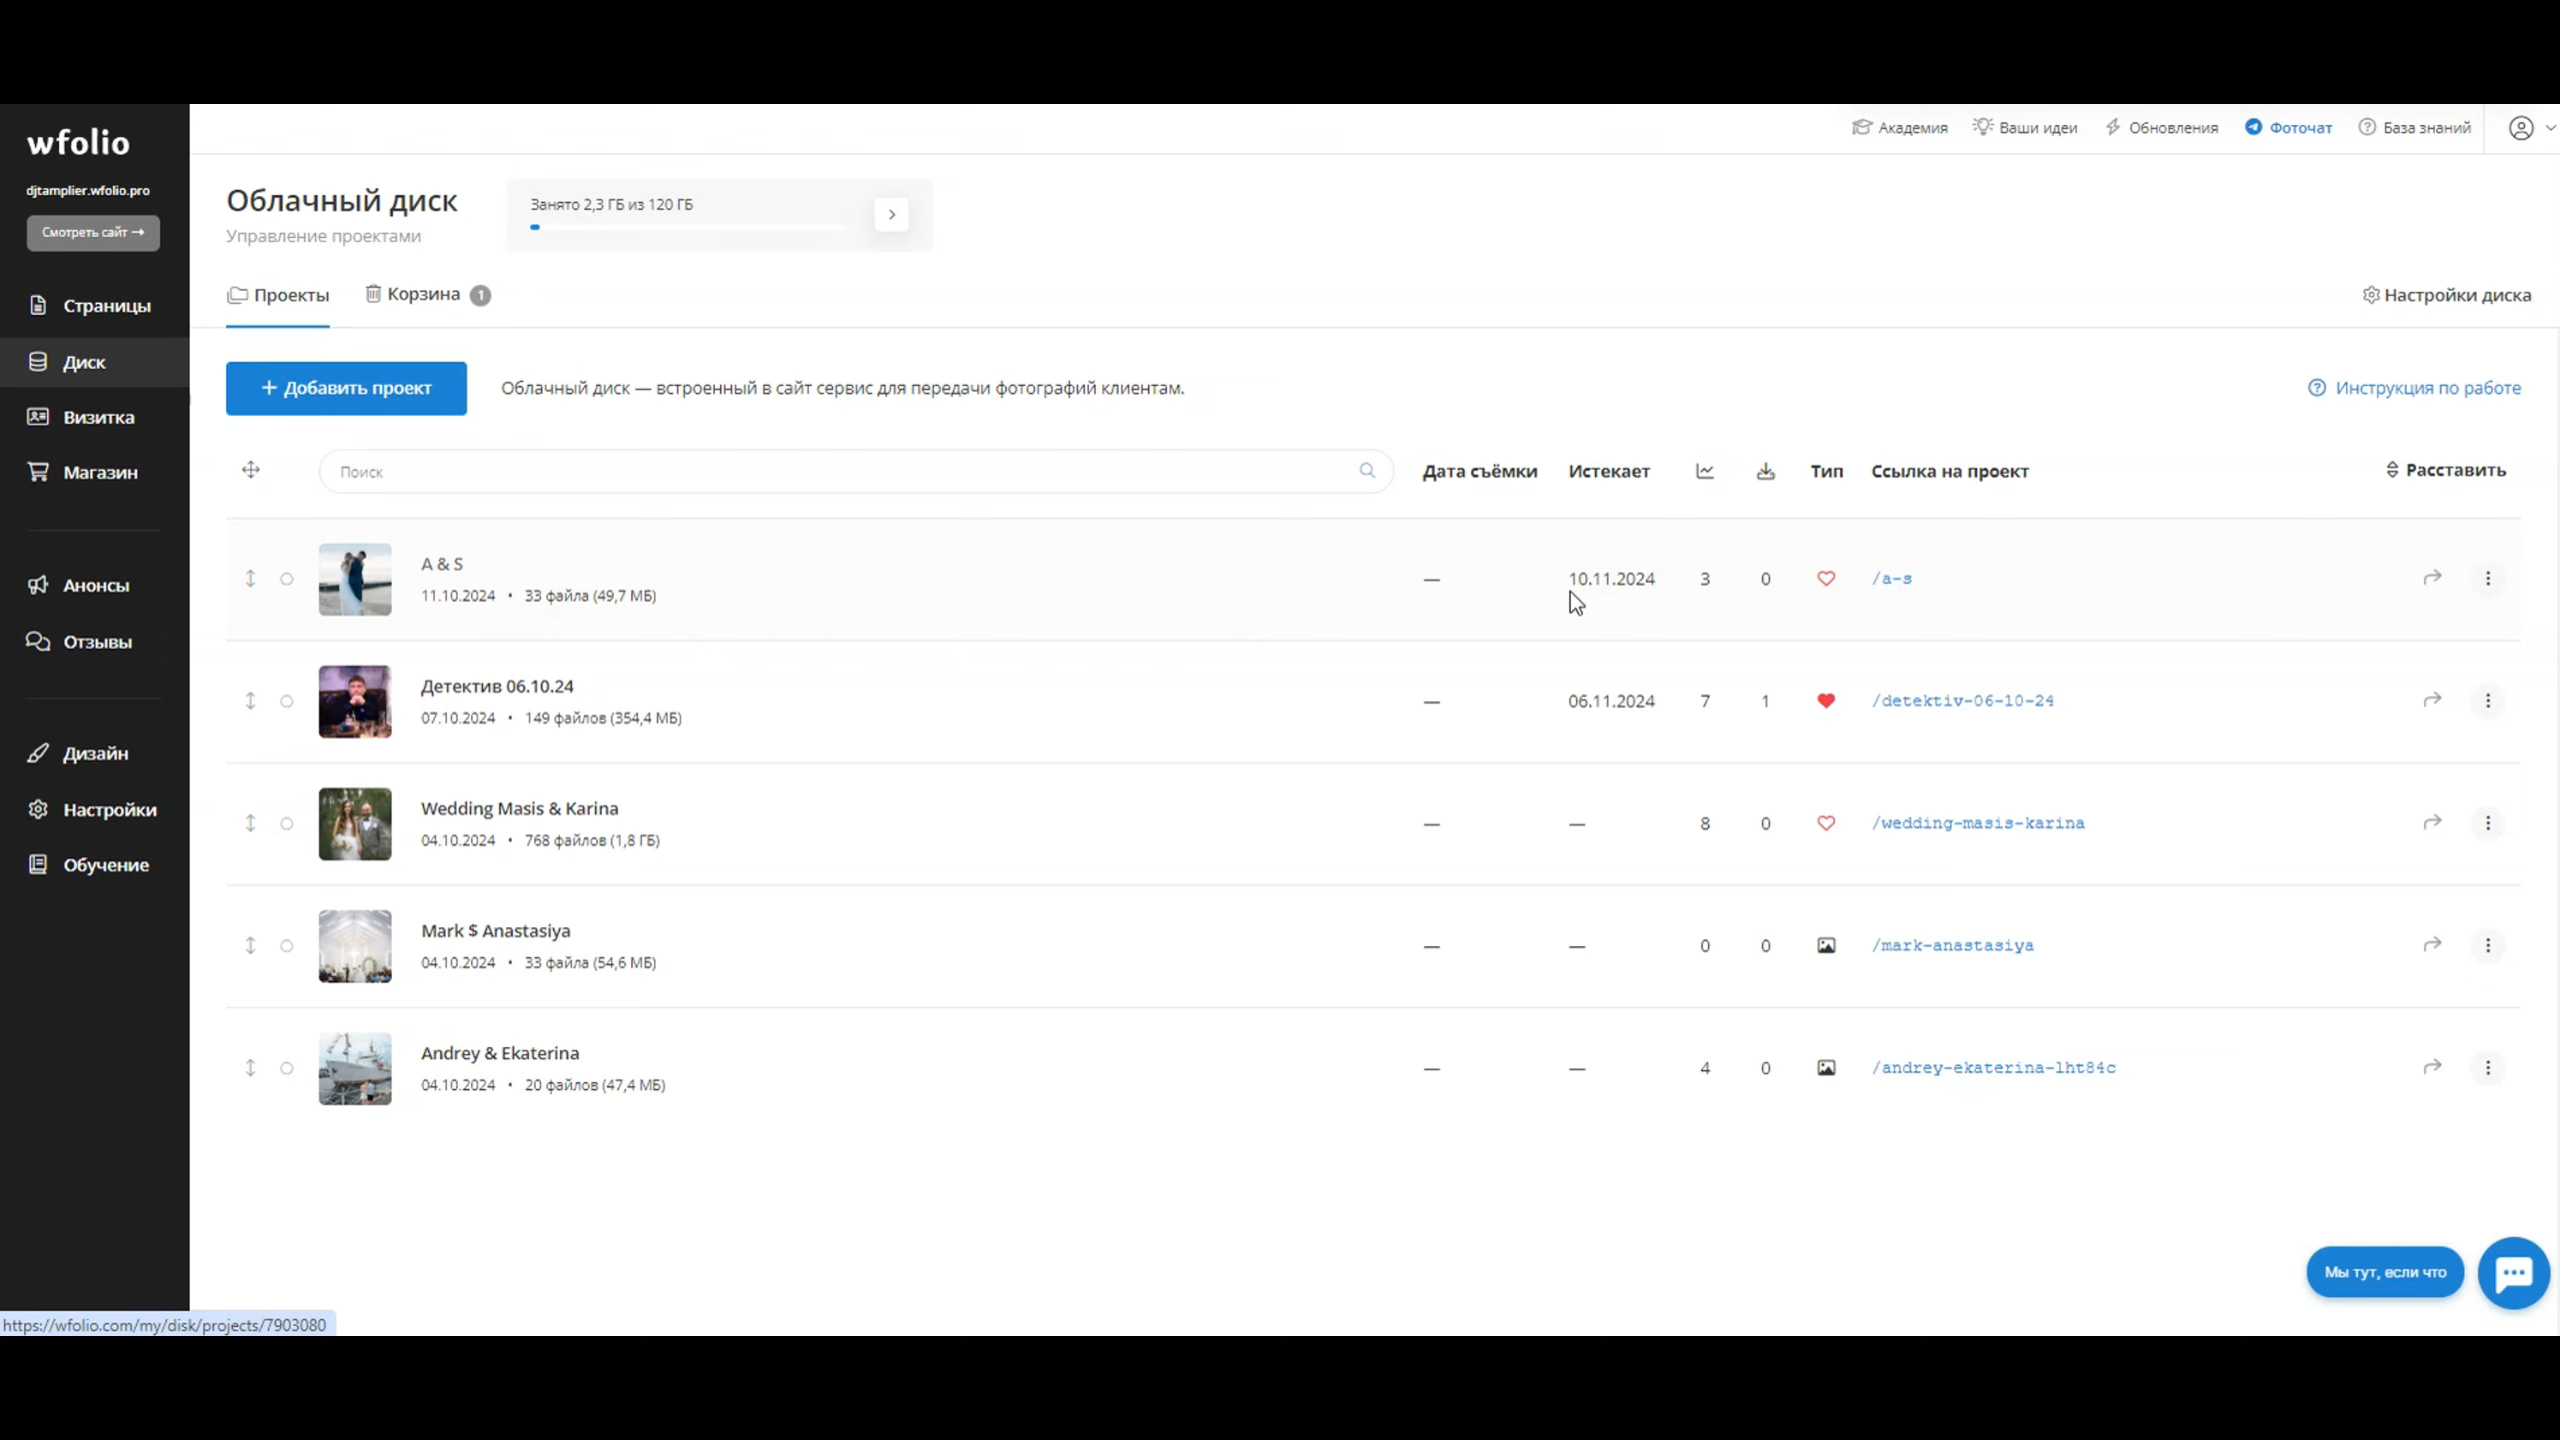 wfolio
djtamplier.wfolio.pro
Смотреть сайт →
Страницы
Диск
Визитка
Магазин
Анонсы
Отзывы
Дизайн
Настройки
Обучение
Академия
Ваши идеи
Обновления
Фоточат
База знаний
Облачный диск
Управление проектами
Занято 2,3 ГБ из 120 ГБ
Проекты
Корзина 1
Настройки диска
+ Добавить проект
Облачный диск — встроенный в сайт сервис для передачи фотографий клиентам.
Инструкция по работе
Поиск
Дата съёмки
Истекает
Тип
Ссылка на проект
Расставить
A & S
11.10.2024 • 33 файла (49,7 МБ)
— 10.11.2024 3 0 /a-s
Детектив 06.10.24
07.10.2024 • 149 файлов (354,4 МБ)
— 06.11.2024 7 1 /detektiv-06-10-24
Wedding Masis & Karina
04.10.2024 • 768 файлов (1,8 ГБ)
— — 8 0 /wedding-masis-karina
Mark $ Anastasiya
04.10.2024 • 33 файла (54,6 МБ)
— — 0 0 /mark-anastasiya
Andrey & Ekaterina
04.10.2024 • 20 файлов (47,4 МБ)
— — 4 0 /andrey-ekaterina-lht84c
Мы тут, если что
https://wfolio.com/my/disk/projects/7903080